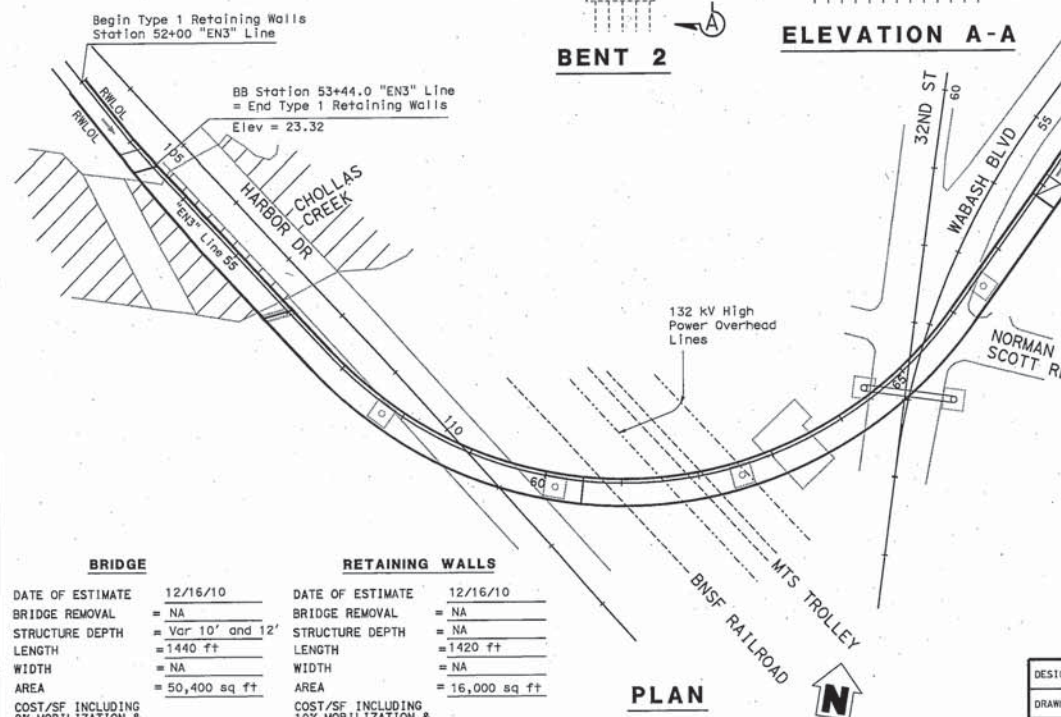 Begin Type 1 Retaining Walls
Station 52+00 "EN3" Line
BB Station 53+44.0 "EN3" Line
= End Type 1 Retaining Walls
Elev = 23.32
A
BENT 2
ELEVATION A-A
RWLOL
RWLOL
105
HARBOR DR
CHOLLAS
CREEK
"EN3" Line 55
110
60
132 kV High
Power Overhead
Lines
32ND ST
60
WABASH BLVD
55
65
NORMAN
SCOTT
BNSF RAILROAD
MTS TROLLEY
PLAN
N
BRIDGE
DATE OF ESTIMATE 12/16/10
BRIDGE REMOVAL = NA
STRUCTURE DEPTH = Var 10' and 12'
LENGTH = 1440 ft
WIDTH = NA
AREA = 50,400 sq ft
COST/SF INCLUDING
RETAINING WALLS
DATE OF ESTIMATE 12/16/10
BRIDGE REMOVAL = NA
STRUCTURE DEPTH = NA
LENGTH = 1420 ft
WIDTH = NA
AREA = 16,000 sq ft
COST/SF INCLUDING
10% MOBILIZATION &